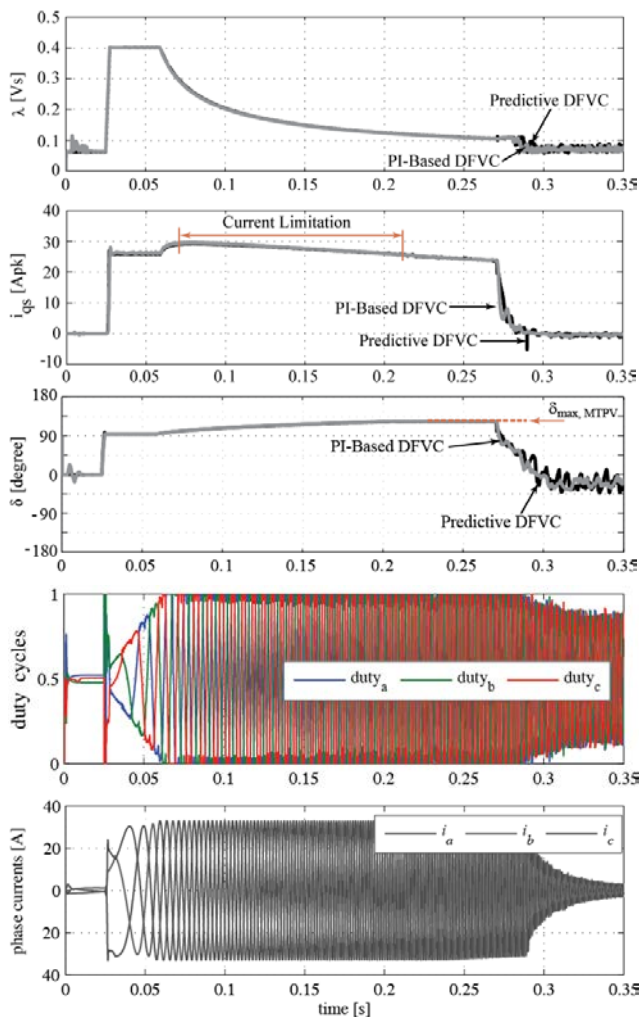 0.5
0.4
0.3
0.2
0.1
0
λ [Vs]
Predictive DFVC
PI-Based DFVC
0 0.05 0.1 0.15 0.2 0.25 0.3 0.35
40
30
20
10
0
-10
i_qs [Apk]
Current Limitation
PI-Based DFVC
Predictive DFVC
0 0.05 0.1 0.15 0.2 0.25 0.3 0.35
180
90
0
-90
-180
δ [degree]
δ_max, MTPV
PI-Based DFVC
Predictive DFVC
0 0.05 0.1 0.15 0.2 0.25 0.3 0.35
1
0.5
0
duty cycles
duty_a duty_b duty_c
0 0.05 0.1 0.15 0.2 0.25 0.3 0.35
40
20
0
20
40
phase currents [A]
i_a i_b i_c
0 0.05 0.1 0.15 0.2 0.25 0.3 0.35
time [s]